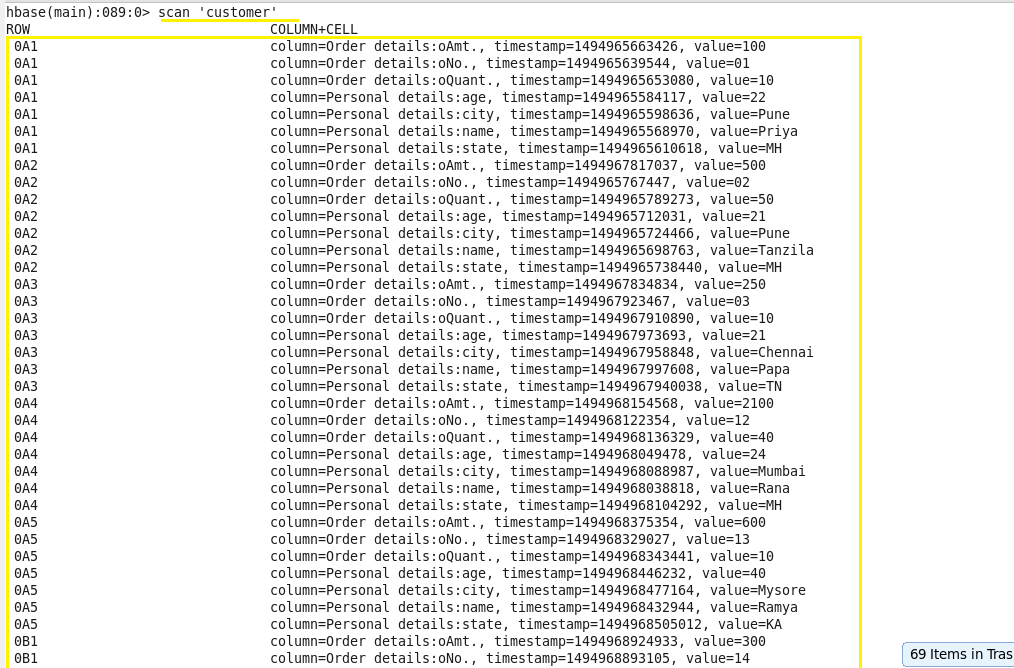 hbase(main):089:0> scan 'customer'
ROW COLUMN+CELL
0A1 column=Order details:oAmt., timestamp=1494965663426, value=100
0A1 column=Order details:oNo., timestamp=1494965639544, value=01
0A1 column=Order details:oQuant., timestamp=1494965653080, value=10
0A1 column=Personal details:age, timestamp=1494965584117, value=22
0A1 column=Personal details:city, timestamp=1494965598636, value=Pune
0A1 column=Personal details:name, timestamp=1494965568970, value=Priya
0A1 column=Personal details:state, timestamp=1494965610618, value=MH
0A2 column=Order details:oAmt., timestamp=1494967817037, value=500
0A2 column=Order details:oNo., timestamp=1494965767447, value=02
0A2 column=Order details:oQuant., timestamp=1494965789273, value=50
0A2 column=Personal details:age, timestamp=1494965712031, value=21
0A2 column=Personal details:city, timestamp=1494965724466, value=Pune
0A2 column=Personal details:name, timestamp=1494965698763, value=Tanzila
0A2 column=Personal details:state, timestamp=1494965738440, value=MH
0A3 column=Order details:oAmt., timestamp=1494967834834, value=250
0A3 column=Order details:oNo., timestamp=1494967923467, value=03
0A3 column=Order details:oQuant., timestamp=1494967910890, value=10
0A3 column=Personal details:age, timestamp=1494967973690, value=21
0A3 column=Personal details:city, timestamp=1494967958848, value=Chennai
0A3 column=Personal details:name, timestamp=1494967997608, value=Papa
0A3 column=Personal details:state, timestamp=1494967940038, value=TN
0A4 column=Order details:oAmt., timestamp=1494968154568, value=2100
0A4 column=Order details:oNo., timestamp=1494968122354, value=12
0A4 column=Order details:oQuant., timestamp=1494968136329, value=40
0A4 column=Personal details:age, timestamp=1494968049478, value=24
0A4 column=Personal details:city, timestamp=1494968088987, value=Mumbai
0A4 column=Personal details:name, timestamp=1494968038818, value=Rana
0A4 column=Personal details:state, timestamp=1494968104292, value=MH
0A5 column=Order details:oAmt., timestamp=1494968375354, value=600
0A5 column=Order details:oNo., timestamp=1494968329027, value=13
0A5 column=Order details:oQuant., timestamp=1494968343441, value=10
0A5 column=Personal details:age, timestamp=1494968446232, value=40
0A5 column=Personal details:city, timestamp=1494968477164, value=Mysore
0A5 column=Personal details:name, timestamp=1494968432944, value=Ramya
0A5 column=Personal details:state, timestamp=1494968505012, value=KA
0B1 column=Order details:oAmt., timestamp=1494968924933, value=300
0B1 column=Order details:oNo., timestamp=1494968893105, value=14
69 Items in Tras